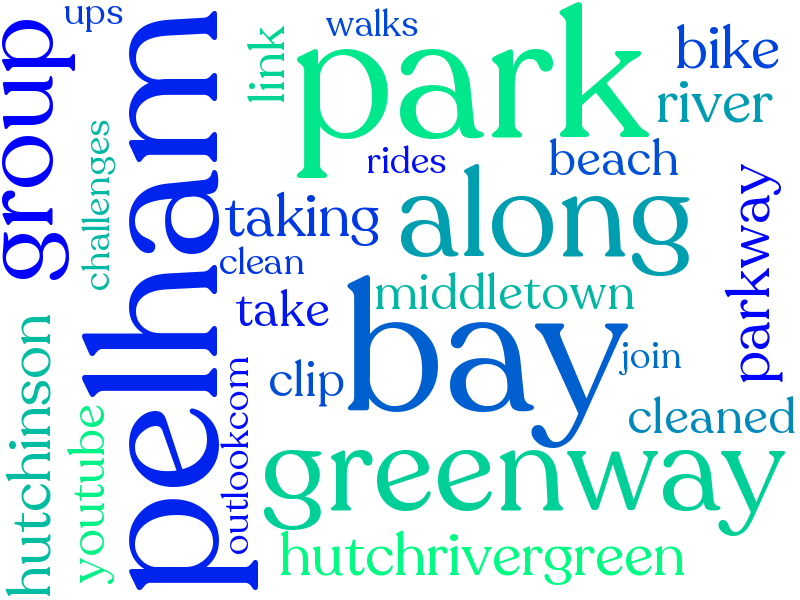 ups
walks
park
bike
group
pelham
link
river
challenges
rides
beach
taking
along
parkway
clean
take
middletown
bay
hutchinson
clip
join
youtube
outlookcom
cleaned
greenway
hutchrivergreen